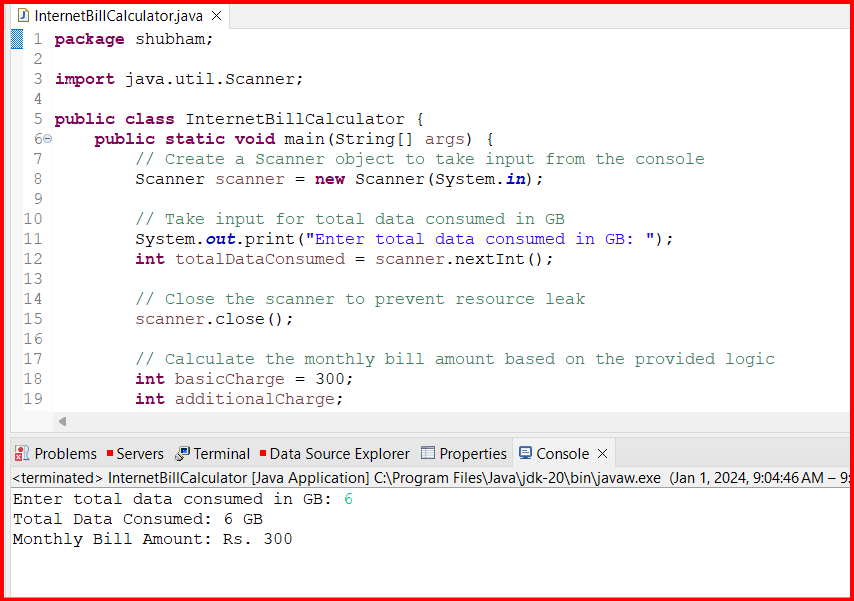 InternetBillCalculator.java
1 package shubham;
2
3 import java.util.Scanner;
4
5 public class InternetBillCalculator {
6 public static void main(String[] args) {
7 // Create a Scanner object to take input from the console
8 Scanner scanner = new Scanner(System.in);
9
10 // Take input for total data consumed in GB
11 System.out.print("Enter total data consumed in GB: ");
12 int totalDataConsumed = scanner.nextInt();
13
14 // Close the scanner to prevent resource leak
15 scanner.close();
16
17 // Calculate the monthly bill amount based on the provided logic
18 int basicCharge = 300;
19 int additionalCharge;
Problems Servers Terminal Data Source Explorer Properties Console
<terminated> InternetBillCalculator [Java Application] C:\Program Files\Java\jdk-20\bin\javaw.exe (Jan 1, 2024, 9:04:46 AM – 9:
Enter total data consumed in GB: 6
Total Data Consumed: 6 GB
Monthly Bill Amount: Rs. 300